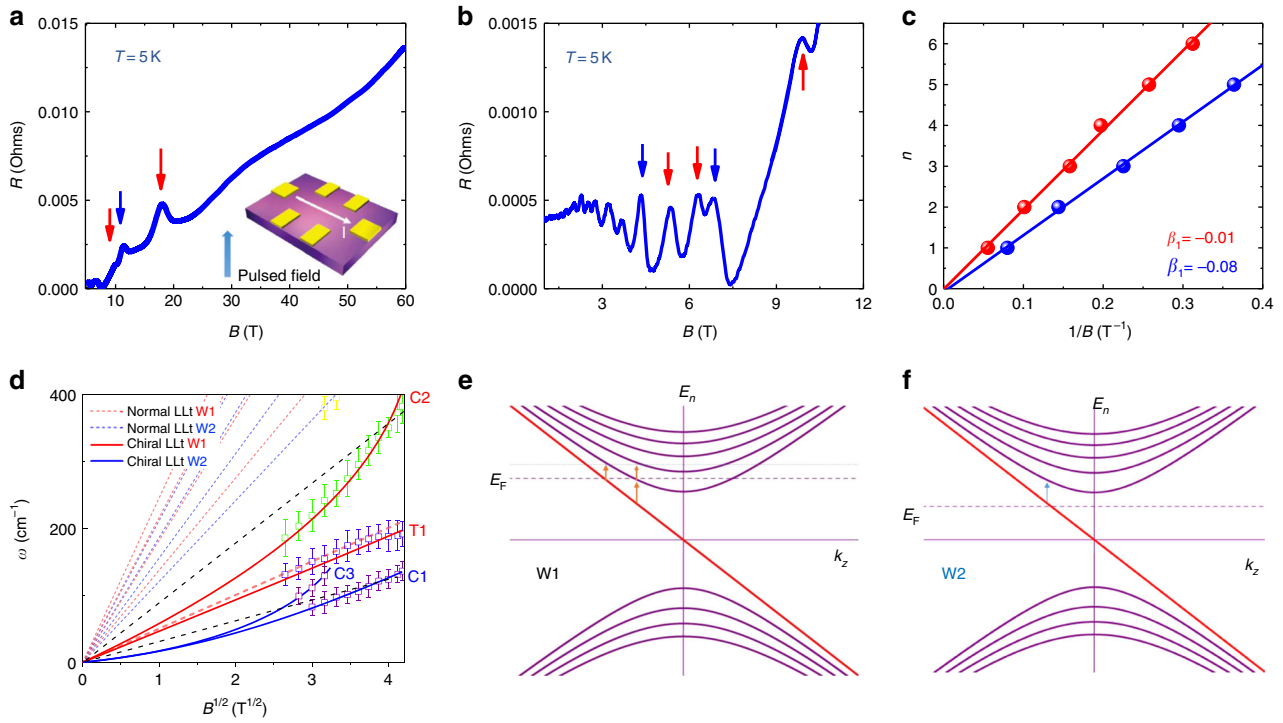 a
0.015
0.010
0.005
0.000
R (Ohms)
T = 5 K
I
Pulsed field
10
20
30
40
50
60
B (T)
b
0.0015
0.0010
0.0005
0.0000
R (Ohms)
T = 5 K
3
6
9
12
B (T)
c
6
5
4
3
2
1
0
n
β1 = –0.01
β1 = –0.08
0.0
0.1
0.2
0.3
0.4
1/B (T−1)
d
400
200
0
ω (cm−1)
Normal LLt W1
Normal LLt W2
Chiral LLt W1
Chiral LLt W2
C2
T1
C3
C1
0
1
2
3
4
B1/2 (T1/2)
e
En
EF
kz
W1
f
En
EF
kz
W2